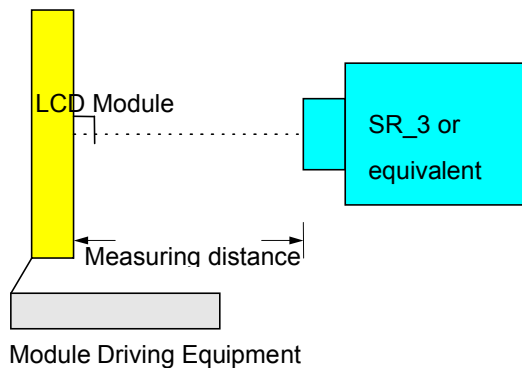 LCD Module
SR_3 or
equivalent
Measuring distance
Module Driving Equipment